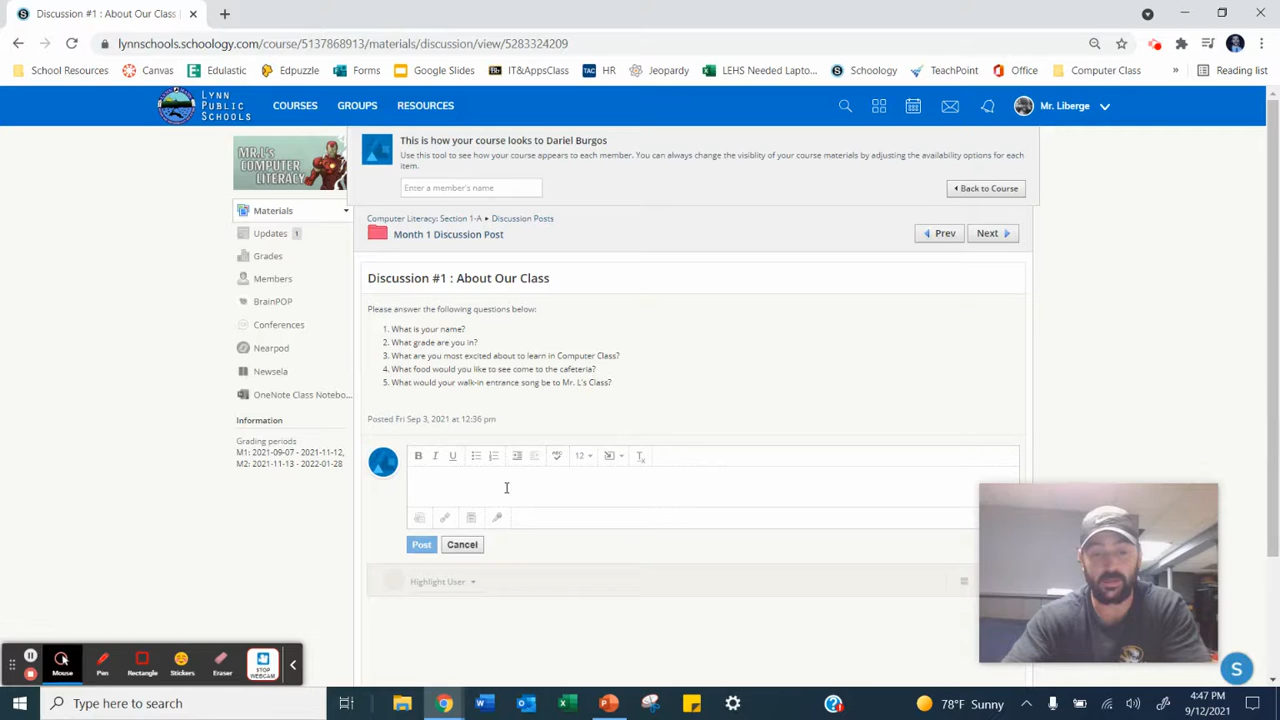 Discussion #1 : About Our Class
lynnschools.schoology.com/course/5137868913/materials/discussion/view/5283324209
School Resources Canvas Edulastic Edpuzzle Forms Google Slides IT&AppsClass HR Jeopardy LEHS Needed Lapto... Schoology TeachPoint Office Computer Class » Reading list
LYNN
PUBLIC
SCHOOLS
COURSES GROUPS RESOURCES Mr. Liberge
MR.L'S
COMPUTER
LITERACY
This is how your course looks to Dariel Burgos
Use this tool to see how your course appears to each member. You can always change the visiblity of your course materials by adjusting the availability options for each
item.
Enter a member's name
Back to Course
Materials
Updates 1
Grades
Members
BrainPOP
Conferences
Nearpod
Newsela
OneNote Class Notebo...
Information
Grading periods
M1: 2021-09-07 - 2021-11-12,
M2: 2021-11-13 - 2022-01-28
Computer Literacy: Section 1-A ▸ Discussion Posts
Month 1 Discussion Post
Prev Next
Discussion #1 : About Our Class
Please answer the following questions below:
1. What is your name?
2. What grade are you in?
3. What are you most excited about to learn in Computer Class?
4. What food would you like to see come to the cafeteria?
5. What would your walk-in entrance song be to Mr. L's Class?
Posted Fri Sep 3, 2021 at 12:36 pm
B I U ABC 12 Tx
Post Cancel
Highlight User
Mouse Pen Rectangle Stickers Eraser STOP WEBCAM
S
Type here to search
78°F Sunny
4:47 PM
9/12/2021